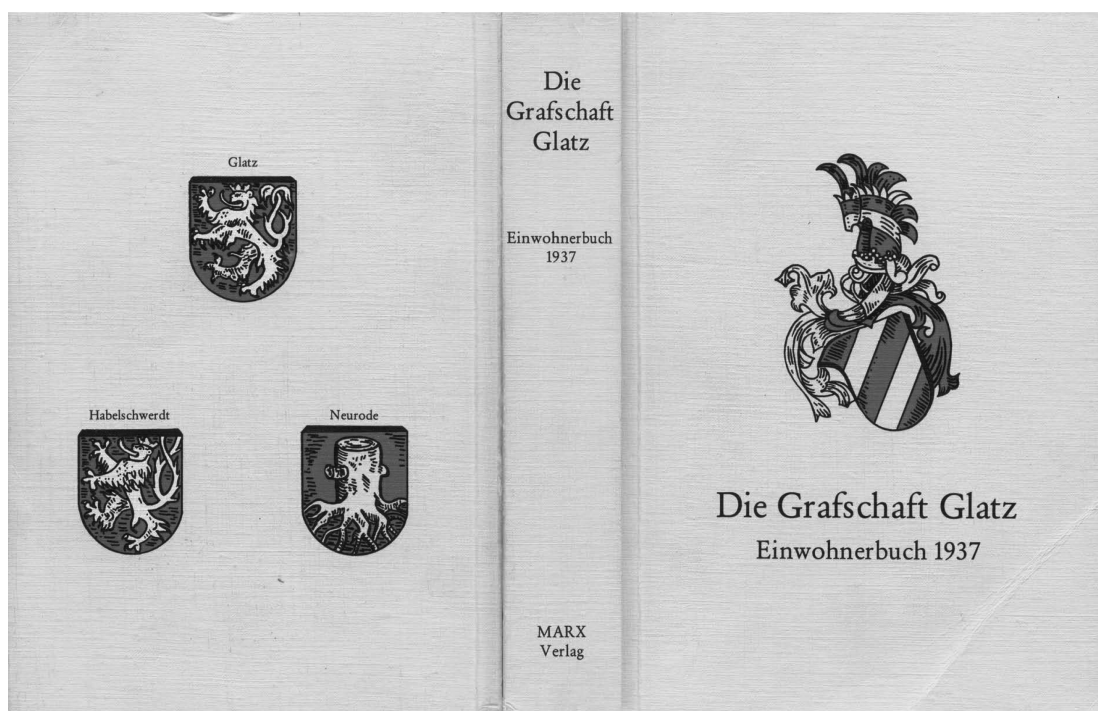 Glatz
Habelschwerdt
Neurode
Die
Grafschaft
Glatz
Einwohnerbuch
1937
MARX
Verlag
Die Grafschaft Glatz
Einwohnerbuch 1937